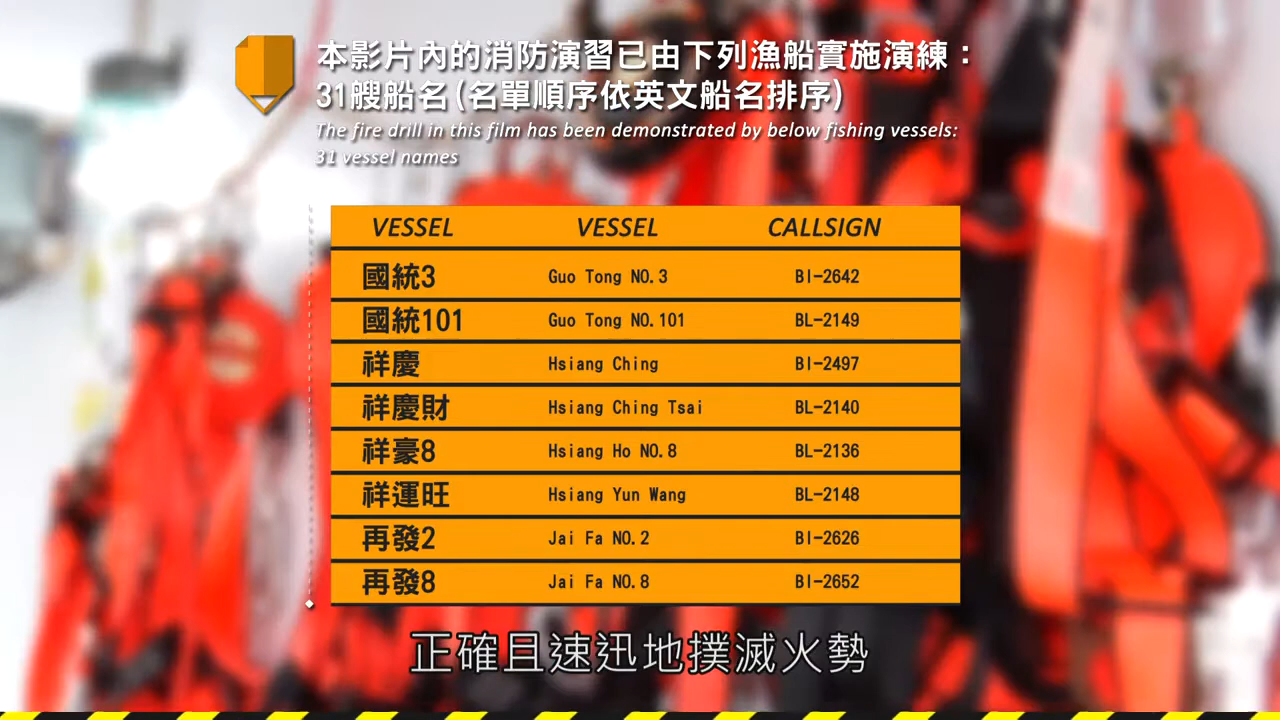 本影片內的消防演習已由下列漁船實施演練：
31艘船名(名單順序依英文船名排序)
The fire drill in this film has been demonstrated by below fishing vessels:
31 vessel names
VESSEL VESSEL CALLSIGN
國統3 Guo Tong NO.3 BI-2642
國統101 Guo Tong NO.101 BL-2149
祥慶 Hsiang Ching BI-2497
祥慶財 Hsiang Ching Tsai BL-2140
祥豪8 Hsiang Ho NO.8 BL-2136
祥運旺 Hsiang Yun Wang BL-2148
再發2 Jai Fa NO.2 BI-2626
再發8 Jai Fa NO.8 BI-2652
正確且速迅地撲滅火勢